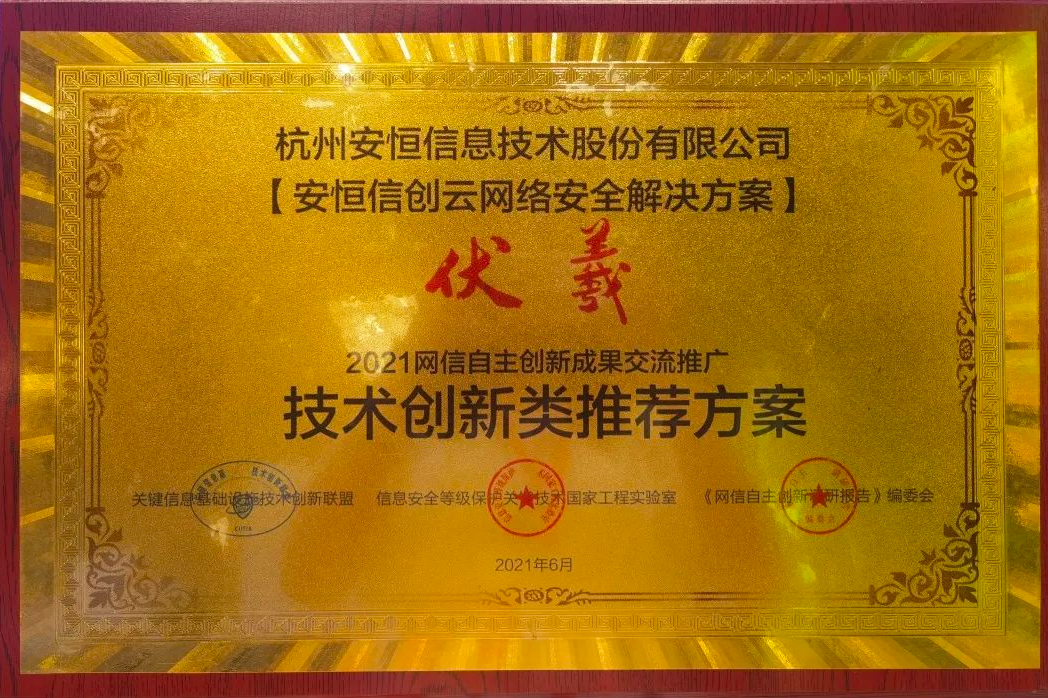 杭州安恒信息技术股份有限公司
【安恒信创云网络安全解决方案】
伏羲
2021网信自主创新成果交流推广
技术创新类推荐方案
关键信息基础设施技术创新联盟 信息安全等级保护关键技术国家工程实验室 《网信自主创新调研报告》编委会
2021年6月